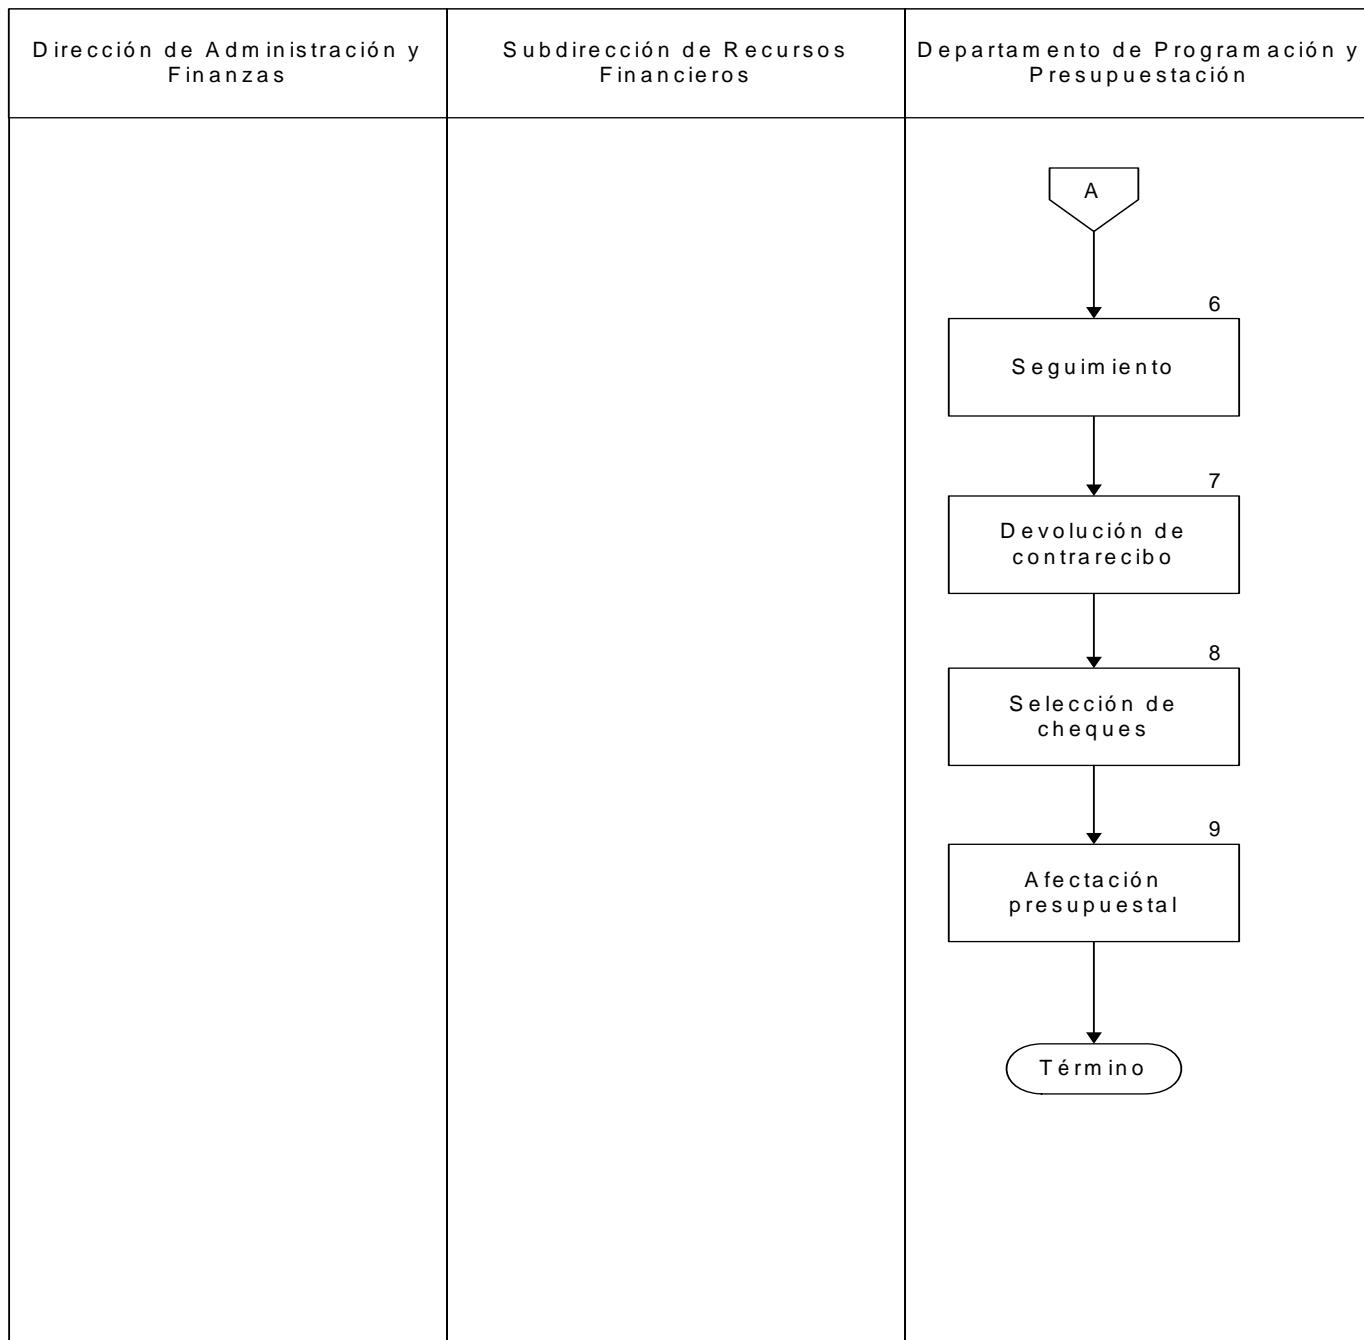 Dirección de Administración y
Finanzas
Subdirección de Recursos
Financieros
Departamento de Programación y
Presupuestación
A
6
Seguimiento
7
Devolución de
contrarecibo
8
Selección de
cheques
9
Afectación
presupuestal
Término